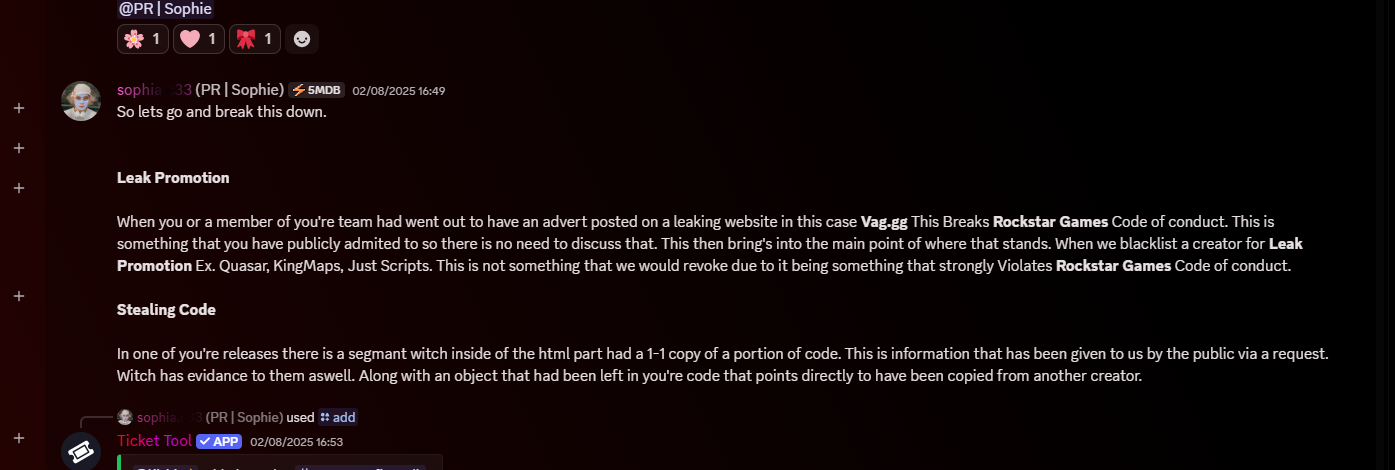 @PR | Sophie
1 1 1
sophia 33 (PR | Sophie) 5MDB 02/08/2025 16:49
So lets go and break this down.
Leak Promotion
When you or a member of you're team had went out to have an advert posted on a leaking website in this case Vag.gg This Breaks Rockstar Games Code of conduct. This is
something that you have publicly admited to so there is no need to discuss that. This then bring's into the main point of where that stands. When we blacklist a creator for Leak
Promotion Ex. Quasar, KingMaps, Just Scripts. This is not something that we would revoke due to it being something that strongly Violates Rockstar Games Code of conduct.
Stealing Code
In one of you're releases there is a segmant witch inside of the html part had a 1-1 copy of a portion of code. This is information that has been given to us by the public via a request.
Witch has evidance to them aswell. Along with an object that had been left in you're code that points directly to have been copied from another creator.
sophia. 3 (PR | Sophie) used add
Ticket Tool APP 02/08/2025 16:53